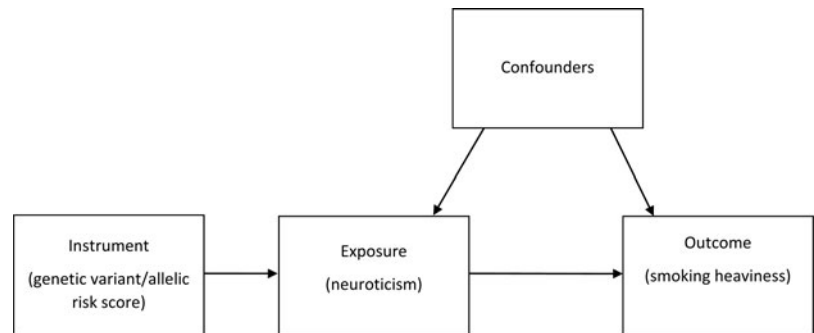 Confounders
Instrument
(genetic variant/allelic
risk score)
Exposure
(neuroticism)
Outcome
(smoking heaviness)